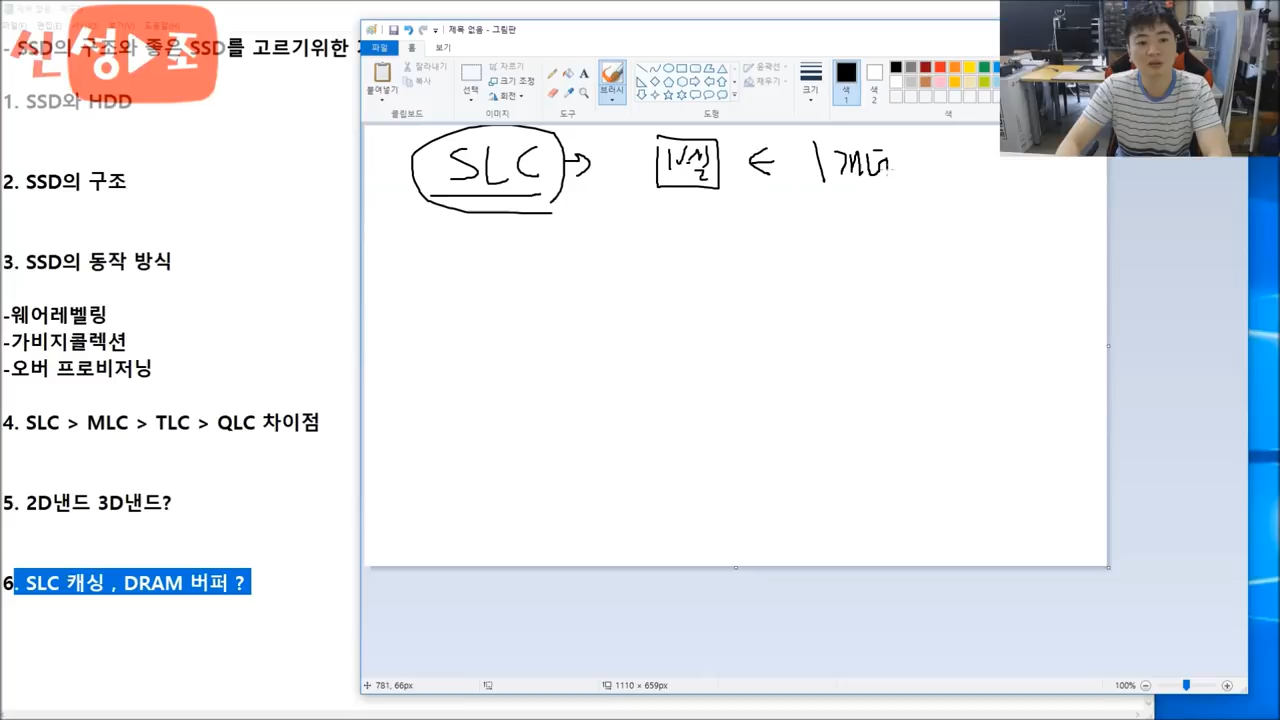 신성조
- SSD의 구조와 좋은 SSD를 고르기위한
1. SSD와 HDD
2. SSD의 구조
3. SSD의 동작 방식
-웨어레벨링
-가비지콜렉션
-오버 프로비저닝
4. SLC > MLC > TLC > QLC 차이점
5. 2D낸드 3D낸드?
6. SLC 캐싱 , DRAM 버퍼 ?
제목 없음 - 그림판
파일 홈 보기
붙여넣기
잘라내기
복사
클립보드
선택
크기 조정
회전
이미지
A
도구
브러시
윤곽선
채우기
도형
크기
색 1
색 2
색
SLC → 1셀 ← 1
781, 66px
1110 × 659px
100%